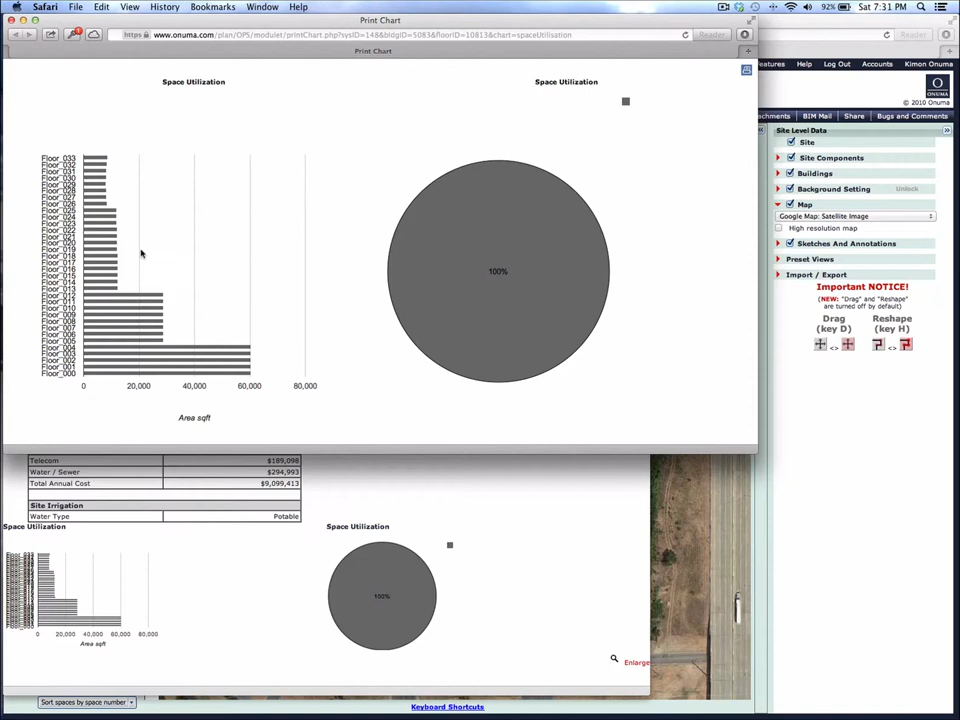 Safari File Edit View History Bookmarks Window Help 92% Sat 7:31 PM
Print Chart
https www.onuma.com/plan/OPS/modulet/printChart.php?sysID=148&bldgID=5083&floorID=10813&chart=spaceUtilisation Reader
Print Chart
Space Utilization
Space Utilization
Floor_033
Floor_032
Floor_031
Floor_030
Floor_029
Floor_028
Floor_027
Floor_026
Floor_025
Floor_024
Floor_023
Floor_022
Floor_021
Floor_020
Floor_019
Floor_018
Floor_017
Floor_016
Floor_015
Floor_014
Floor_013
Floor_012
Floor_011
Floor_010
Floor_009
Floor_008
Floor_007
Floor_006
Floor_005
Floor_004
Floor_003
Floor_002
Floor_001
Floor_000
0 20,000 40,000 60,000 80,000
Area sqft
100%
Telecom $189,098
Water / Sewer $294,993
Total Annual Cost $9,099,413
Site Irrigation
Water Type Potable
Space Utilization
Space Utilization
0 20,000 40,000 60,000 80,000
Area sqft
100%
Enlarge
Sort spaces by space number
Keyboard Shortcuts
Reader
Features Help Log Out Accounts Kimon Onuma
ONUMA
© 2010 Onuma
BIM Mail Share Bugs and Comments
Site Level Data
Site
Site Components
Buildings
Background Setting Unlock
Map
Google Map: Satellite Image
High resolution map
Sketches And Annotations
Preset Views
Import / Export
Important NOTICE!
(NEW: "Drag" and "Reshape"
are turned off by default)
Drag Reshape
(key D) (key H)
<=> <=>